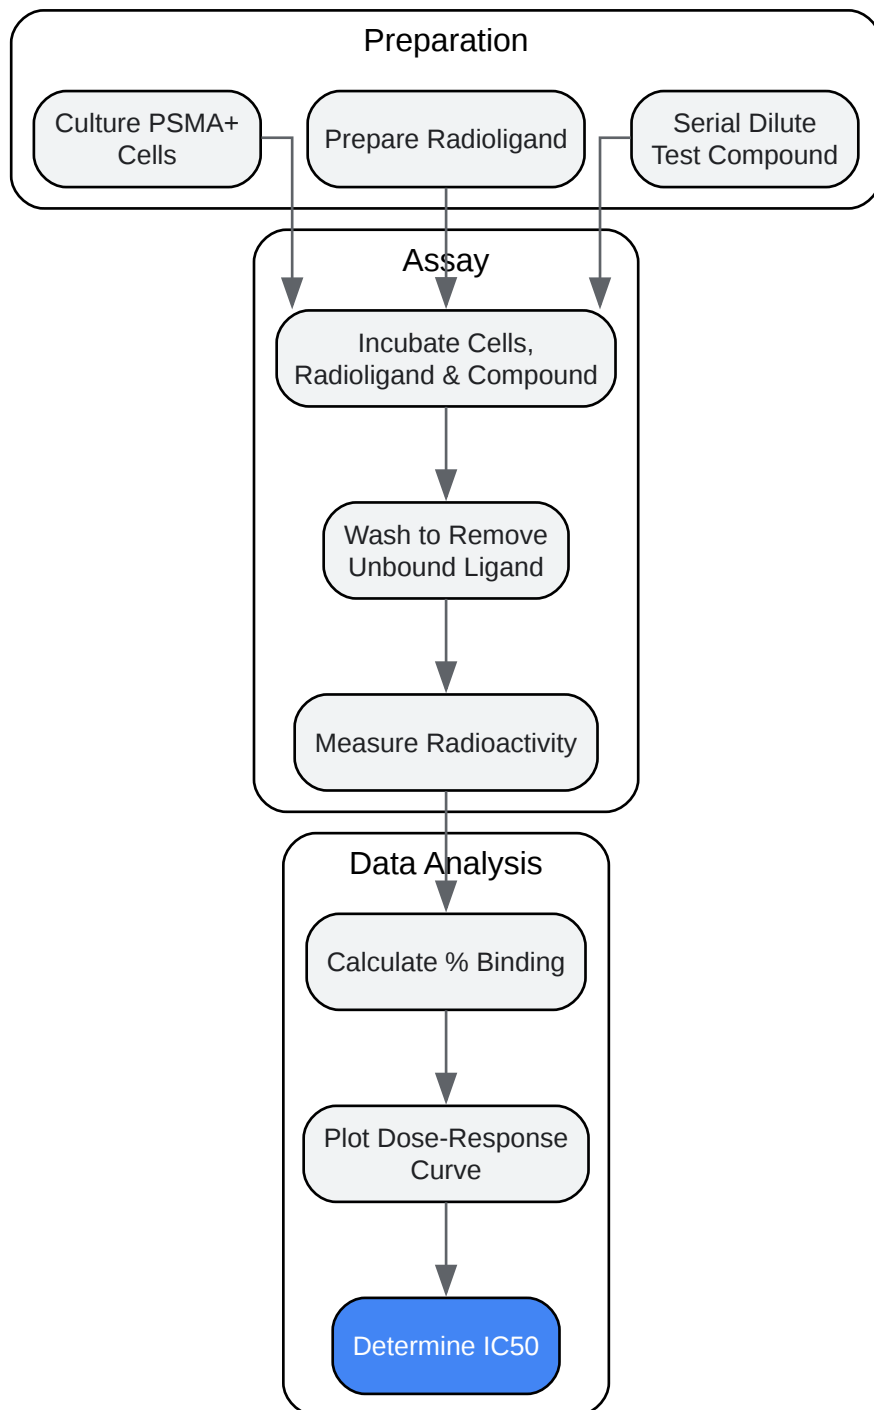 Preparation
Culture PSMA+
Cells
Prepare Radioligand
Serial Dilute
Test Compound
Assay
Incubate Cells,
Radioligand & Compound
Wash to Remove
Unbound Ligand
Measure Radioactivity
Data Analysis
Calculate % Binding
Plot Dose-Response
Curve
Determine IC50